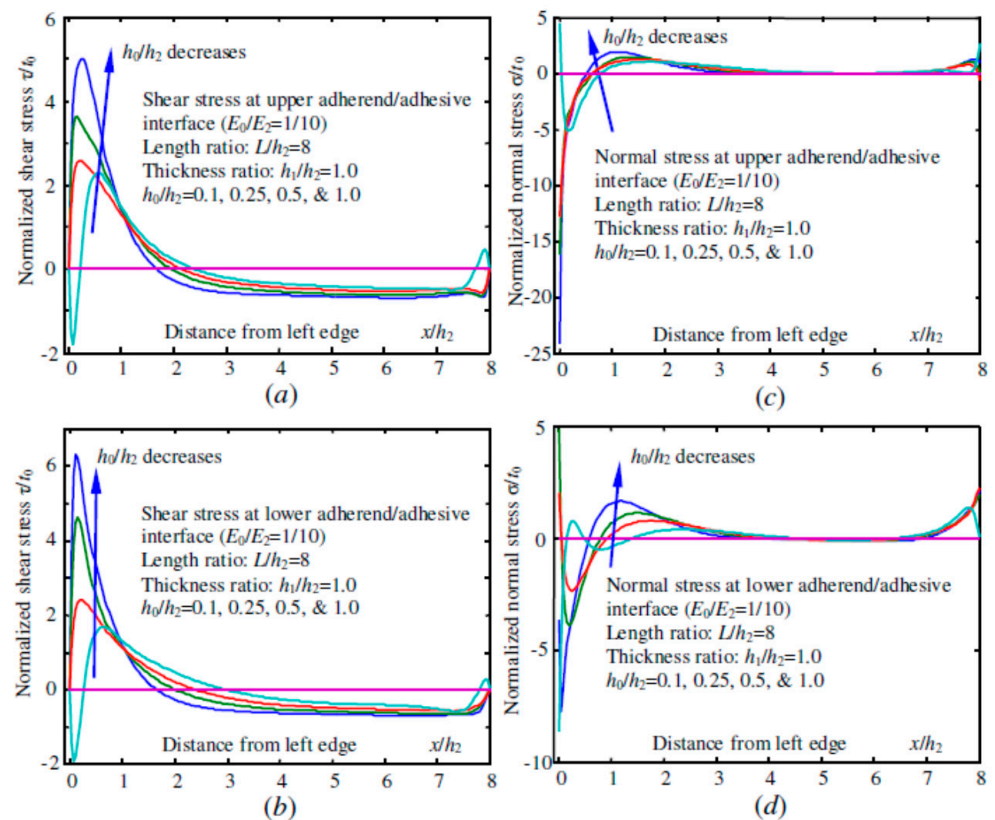 Normalized shear stress τ/t₀
6
4
2
0
-2
h₀/h₂ decreases
Shear stress at upper adherend/adhesive
interface (E₀/E₂=1/10)
Length ratio: L/h₂=8
Thickness ratio: h₁/h₂=1.0
h₀/h₂=0.1, 0.25, 0.5, & 1.0
Distance from left edge x/h₂
0 1 2 3 4 5 6 7 8
(a)
Normalized normal stress σ/t₀
5
0
-5
-10
-15
-20
-25
h₀/h₂ decreases
Normal stress at upper adherend/adhesive
interface (E₀/E₂=1/10)
Length ratio: L/h₂=8
Thickness ratio: h₁/h₂=1.0
h₀/h₂=0.1, 0.25, 0.5, & 1.0
Distance from left edge x/h₂
0 1 2 3 4 5 6 7 8
(c)
Normalized shear stress τ/t₀
6
4
2
0
-2
h₀/h₂ decreases
Shear stress at lower adherend/adhesive
interface (E₀/E₂=1/10)
Length ratio: L/h₂=8
Thickness ratio: h₁/h₂=1.0
h₀/h₂=0.1, 0.25, 0.5, & 1.0
Distance from left edge x/h₂
0 1 2 3 4 5 6 7 8
(b)
Normalized normal stress σ/t₀
5
0
-5
-10
h₀/h₂ decreases
Normal stress at lower adherend/adhesive
interface (E₀/E₂=1/10)
Length ratio: L/h₂=8
Thickness ratio: h₁/h₂=1.0
h₀/h₂=0.1, 0.25, 0.5, & 1.0
Distance from left edge x/h₂
0 1 2 3 4 5 6 7 8
(d)